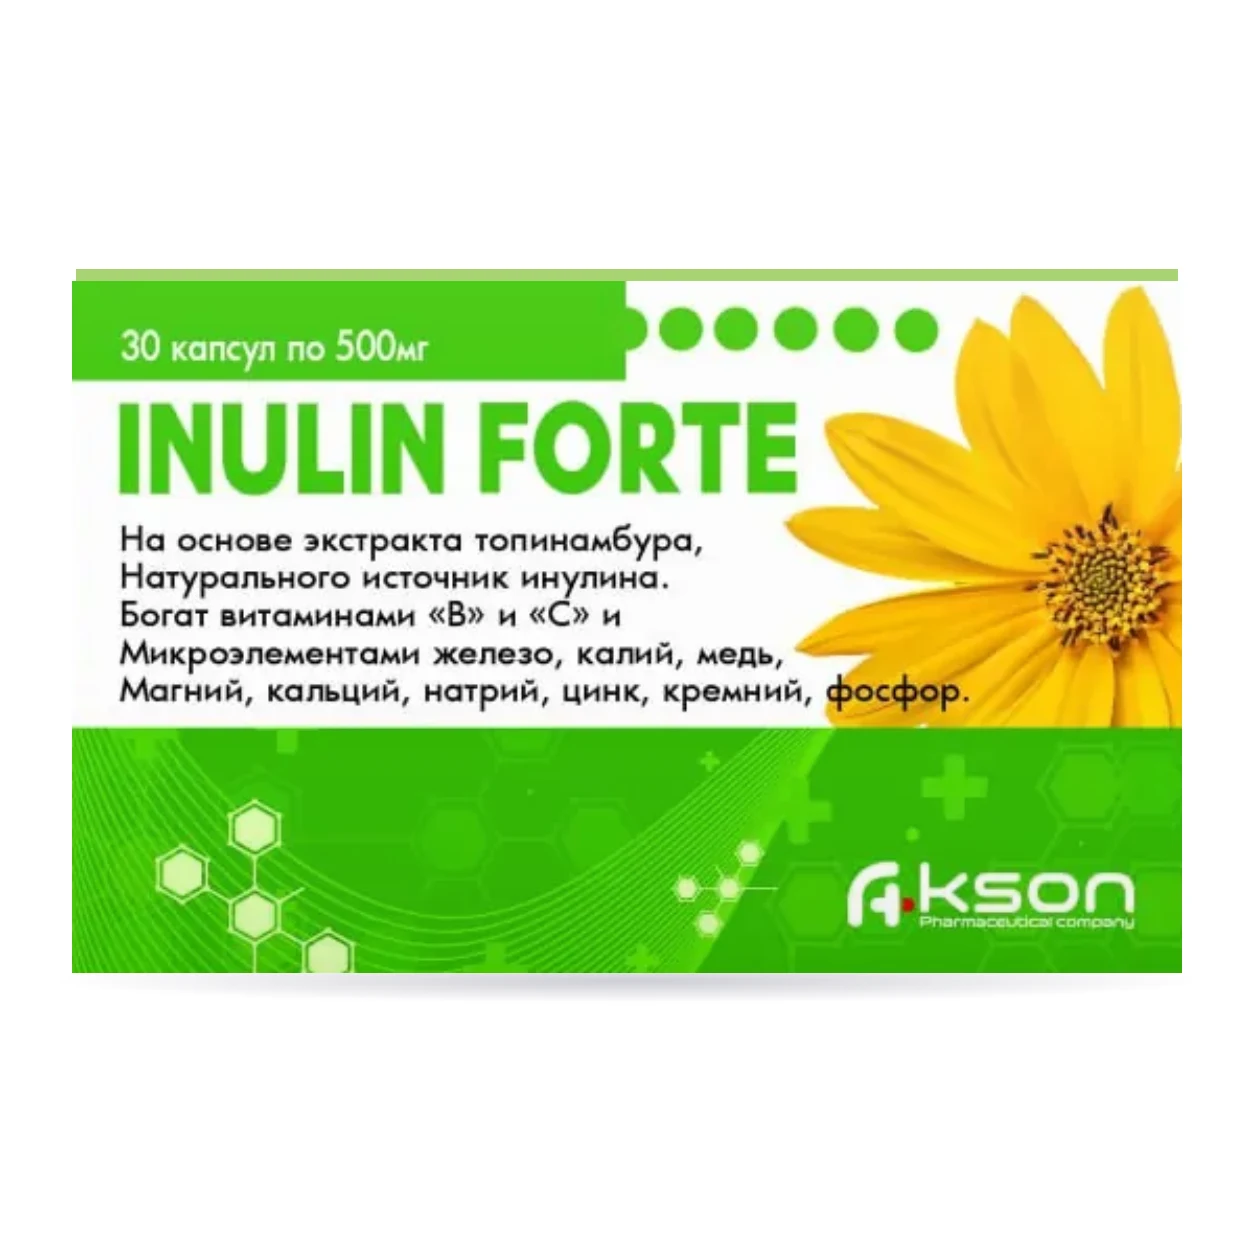 30 капсул по 500мг
INULIN FORTE
На основе экстракта топинамбура,
Натурального источник инулина.
Богат витаминами «В» и «С» и
Микроэлементами железо, калий, медь,
Магний, кальций, натрий, цинк, кремний, фосфор.
Akson
Pharmaceutical company